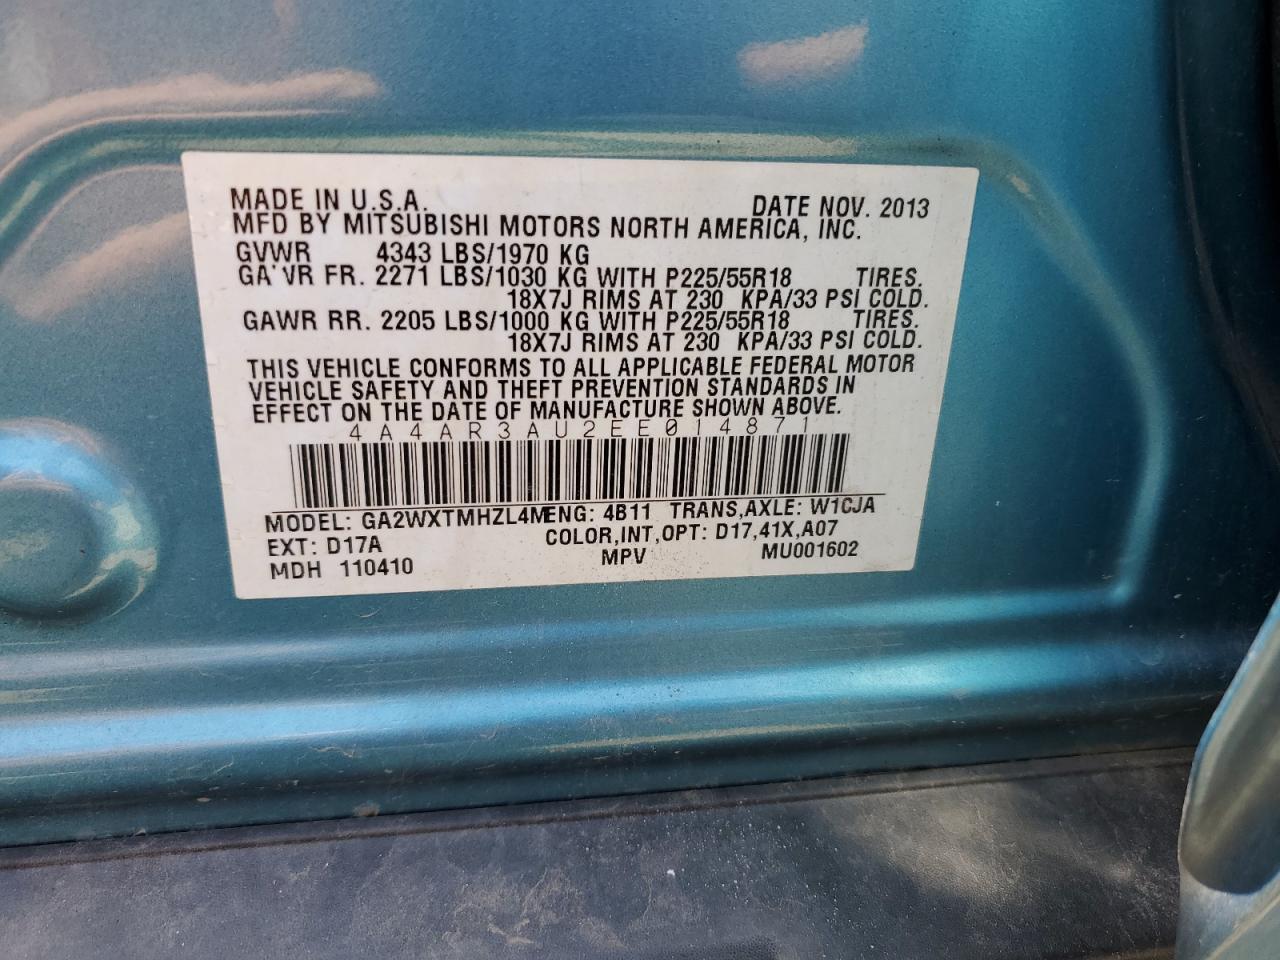 MADE IN U.S.A. DATE NOV. 2013
MFD BY MITSUBISHI MOTORS NORTH AMERICA, INC.
GVWR 4343 LBS/1970 KG
GA'VR FR. 2271 LBS/1030 KG WITH P225/55R18 TIRES.
18X7J RIMS AT 230 KPA/33 PSI COLD.
GAWR RR. 2205 LBS/1000 KG WITH P225/55R18 TIRES.
18X7J RIMS AT 230 KPA/33 PSI COLD.
THIS VEHICLE CONFORMS TO ALL APPLICABLE FEDERAL MOTOR
VEHICLE SAFETY AND THEFT PREVENTION STANDARDS IN
EFFECT ON THE DATE OF MANUFACTURE SHOWN ABOVE.
4A4AR3AU2EE014871
MODEL: GA2WXTMHZL4M ENG: 4B11 TRANS,AXLE: W1CJA
EXT: D17A COLOR,INT,OPT: D17,41X,A07
MDH 110410 MPV MU001602